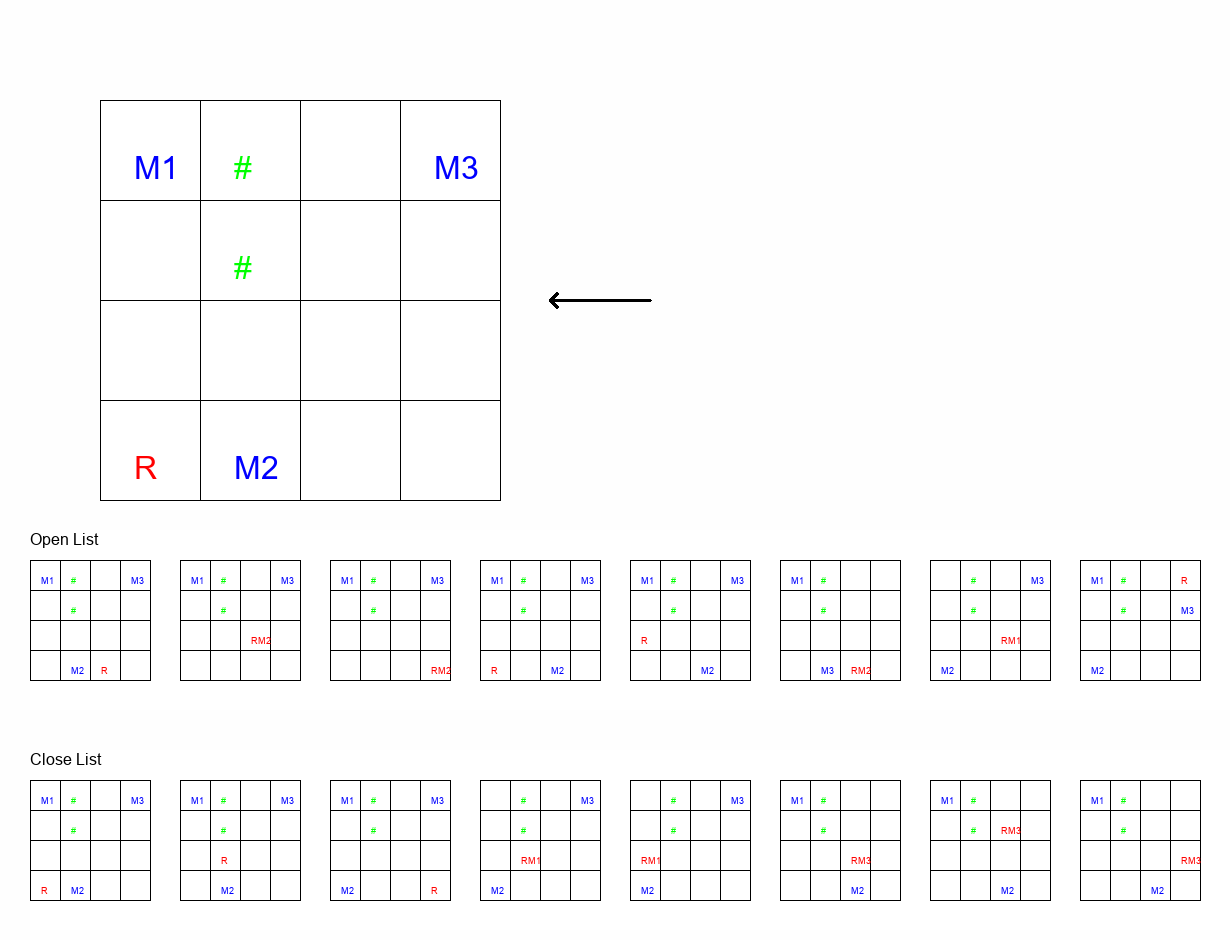 M1 # M3
#
R M2
Open List
M1 # M3 M1 # M3 M1 # M3 M1 # M3 M1 # M3 M1 # # M3 M1 # R
# # # # # # # # M3
RM2 R RM1
M2 R RM2 R M2 M2 M3 RM2 M2 M2
Close List
M1 # M3 M1 # M3 M1 # M3 # M3 # M3 M1 # M1 # M1 #
# # # # # # # RM3 #
R RM1 RM1 RM3 RM3
R M2 M2 M2 R M2 M2 M2 M2 M2